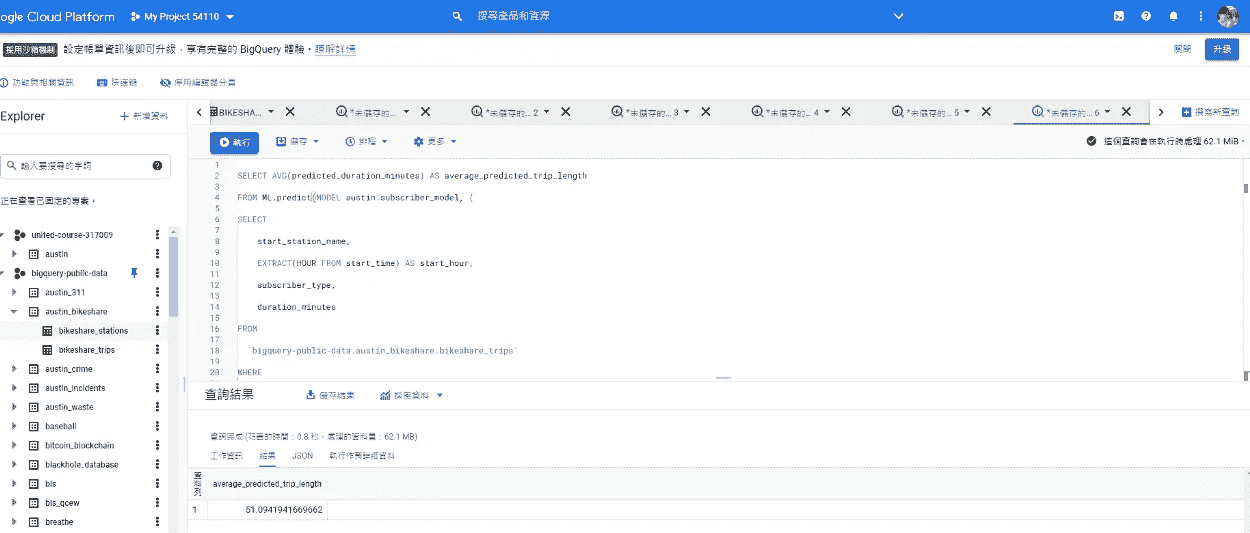 ogle Cloud Platform My Project 54110 搜尋產品和資源
採用沙箱機制 設定帳單資訊後即可升級，享有完整的 BigQuery 體驗。瞭解詳情 關閉 升級
功能與相關資訊 快速鍵 停用編輯器分頁
Explorer + 新增資料
BIKESHA... *未儲存的... *未儲存的... 2 *未儲存的... 3 *未儲存的... 4 *未儲存的... 5 *未儲存的... 6 撰寫新查詢
執行 儲存 排程 更多 這個查詢會在執行時處理 62.1 MiB。
輸入要搜尋的字詞
正在查看已固定的專案。
united-course-317009
austin
bigquery-public-data
austin_311
austin_bikeshare
bikeshare_stations
bikeshare_trips
austin_crime
austin_incidents
austin_waste
baseball
bitcoin_blockchain
blackhole_database
bls
bls_qcew
breathe
1
2 SELECT AVG(predicted_duration_minutes) AS average_predicted_trip_length
3
4 FROM ML.predict(MODEL austin.subscriber_model, (
5
6 SELECT
7
8 start_station_name,
9
10 EXTRACT(HOUR FROM start_time) AS start_hour,
11
12 subscriber_type,
13
14 duration_minutes
15
16 FROM
17
18 `bigquery-public-data.austin_bikeshare.bikeshare_trips`
19
20 WHERE
查詢結果 儲存結果 探索資料
查詢完成 (花費的時間：0.8 秒，處理的資料量：62.1 MB)
工作資訊 結果 JSON 執行作業詳細資料
資料列 average_predicted_trip_length
1 51.0941941669662